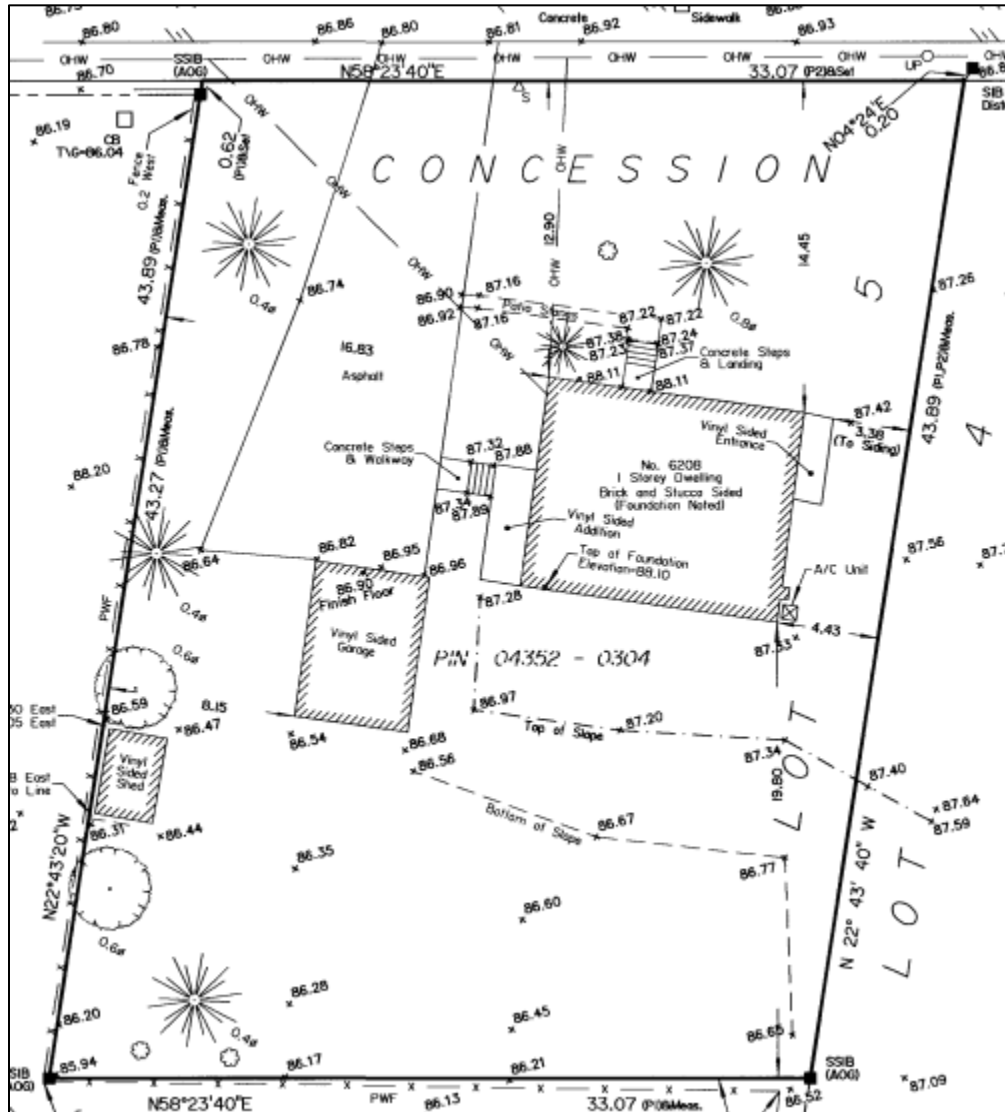 86.80
86.86
86.80
86.81
Concrete
86.92
Sidewalk
86.93
OHW
OHW
OHW
OHW
OHW
OHW
OHW
86.70
SSIB
(AOG)
N58°23'40"E
33.07 (P2)&Set
UP
SIB
86.19
CB
T\G=86.04
Fence
0.2 West
0.62
(P1)&Set
OHW
S
OHW
N04°24'E
0.20
CONCESSION
OHW
OHW
12.90
14.45
43.89 (P1)&Meas.
0.4ø
86.74
OHW
OHW
0.8ø
5
87.26
86.90
87.16
86.92
87.16
Patio Stones
87.22
87.22
87.38
87.24
87.23
87.37
Concrete Steps
& Landing
86.78
16.83
Asphalt
OHW
88.11
88.11
43.89 (P1,P2)&Meas.
4
87.42
3.38
(To Siding)
Vinyl Sided
Entrance
Concrete Steps
& Walkway
87.32
87.88
87.34
87.89
No. 6208
1 Storey Dwelling
Brick and Stucco Sided
(Foundation Noted)
88.20
43.27 (P1)&Meas.
Vinyl Sided
Addition
Top of Foundation
Elevation=88.10
87.56
86.64
86.82
86.95
86.96
86.90
Finish Floor
A/C Unit
PWF
0.4ø
87.28
Vinyl Sided
Garage
4.43
87.33
0.6ø
PIN 04352 - 0304
86.59
8.15
86.47
86.97
Top of Slope
87.20
87.34
86.54
86.68
86.56
Vinyl
Sided
Shed
19.80
87.40
87.64
87.59
86.31
86.44
Bottom of Slope
86.67
86.77
86.35
LOT
LOT
N22°43'20"W
N 22° 43' 40" W
86.60
0.6ø
86.28
86.45
86.65
86.20
0.4ø
85.94
86.17
86.21
SSIB
(AOG)
N58°23'40"E
PWF
86.13
33.07 (P1)&Meas.
86.52
87.09